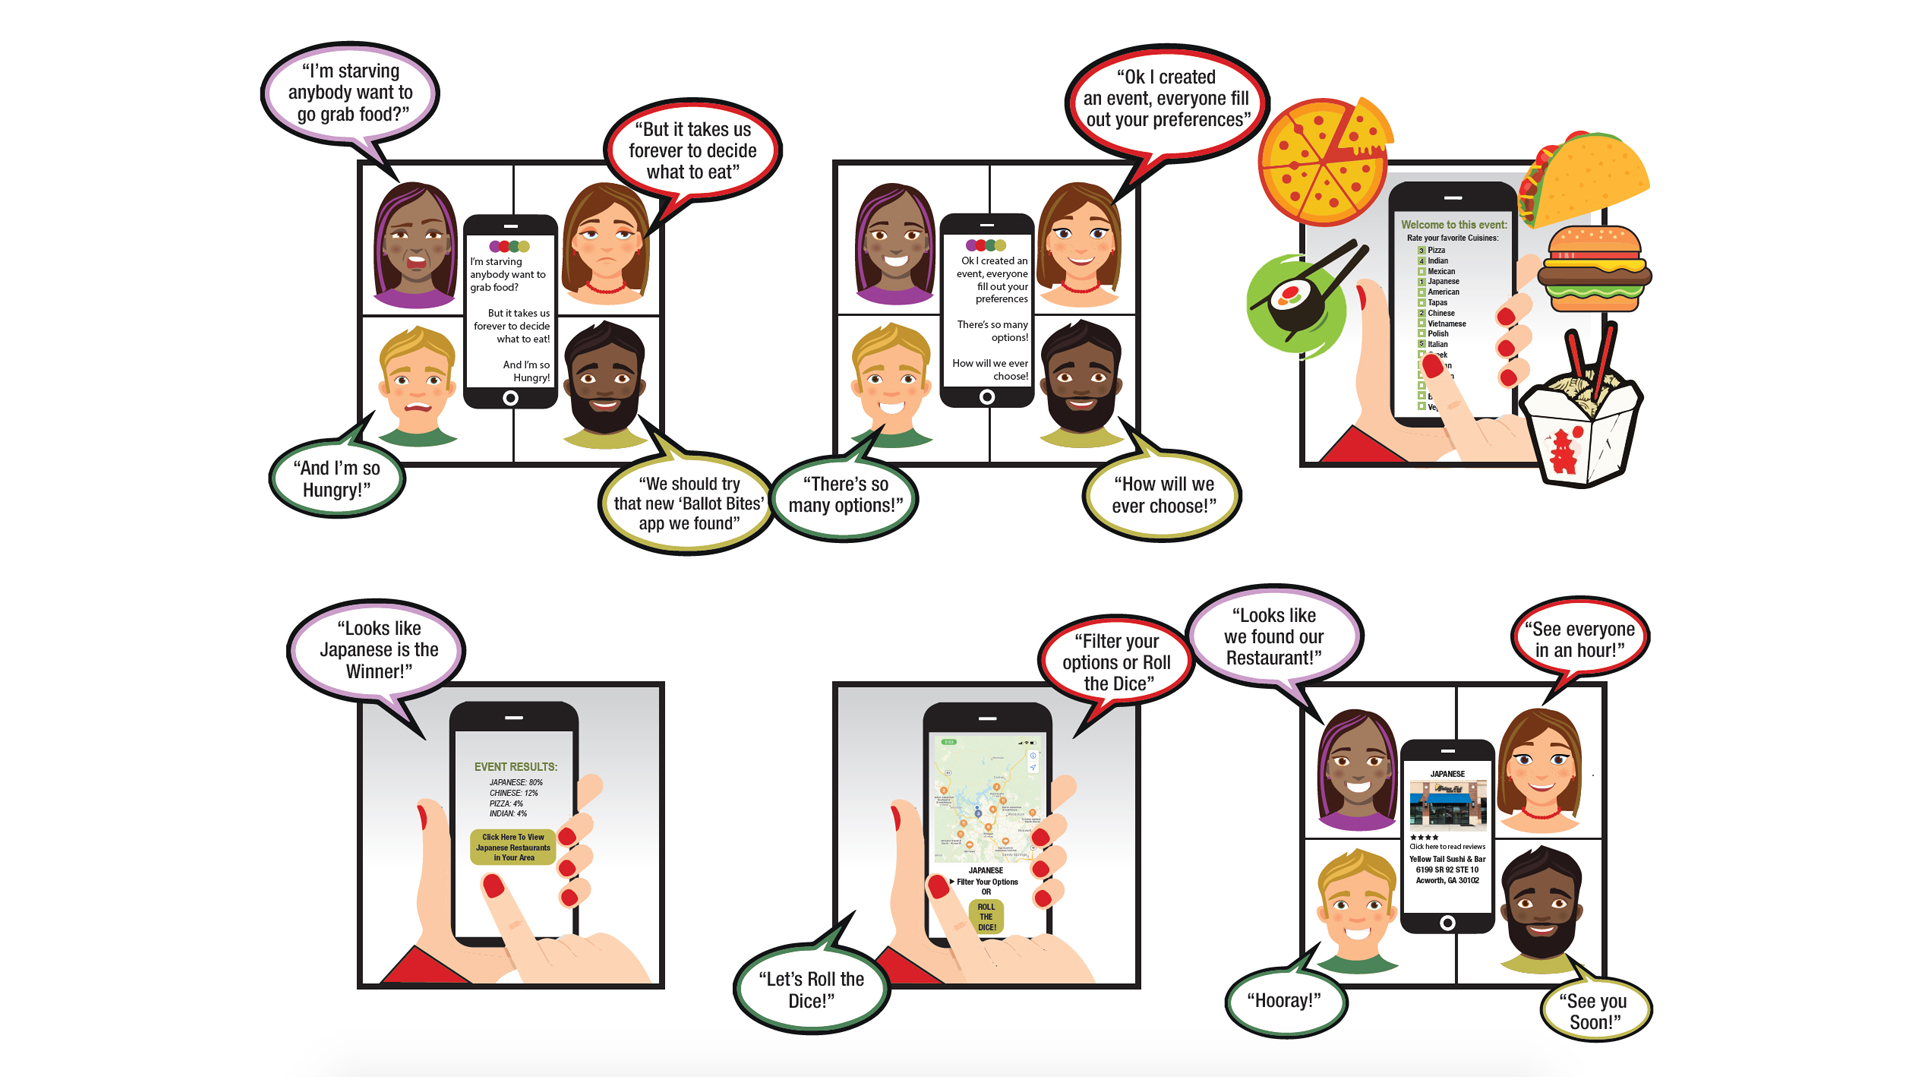 “I’m starving
anybody want to
go grab food?”
“But it takes us
forever to decide
what to eat”
I'm starving
anybody want to
grab food?
But it takes us
forever to decide
what to eat!
And I'm so
Hungry!
“And I’m so
Hungry!”
“We should try
that new ‘Ballot Bites’
app we found”
“Ok I created
an event, everyone fill
out your preferences”
Ok I created an
event, everyone
fill out your
preferences
There's so many
options!
How will we ever
choose!
“There’s so
many options!”
“How will we
ever choose!”
Welcome to this event:
Rate your favorite Cuisines:
3 Pizza
4 Indian
Mexican
1 Japanese
American
Tapas
2 Chinese
Vietnamese
Polish
5 Italian
“Looks like
Japanese is the
Winner!”
EVENT RESULTS:
JAPANESE: 80%
CHINESE: 12%
PIZZA: 4%
INDIAN: 4%
Click Here To View
Japanese Restaurants
in Your Area
“Filter your
options or Roll
the Dice”
JAPANESE
Filter Your Options
OR
ROLL
THE
DICE!
“Let’s Roll the
Dice!”
“Looks like
we found our
Restaurant!”
“See everyone
in an hour!”
JAPANESE
Click here to read reviews
Yellow Tail Sushi & Bar
6199 SR 92 STE 10
Acworth, GA 30102
“Hooray!”
“See you
Soon!”